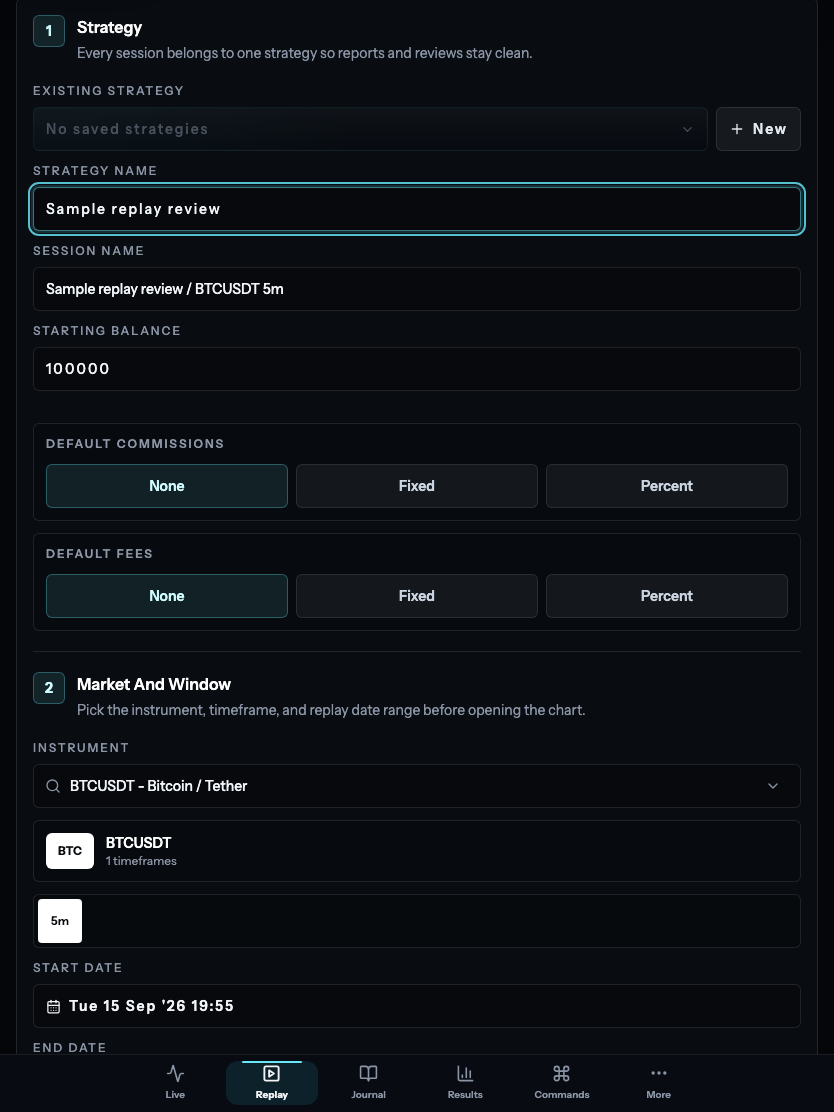 1
Strategy
Every session belongs to one strategy so reports and reviews stay clean.
EXISTING STRATEGY
No saved strategies
+ New
STRATEGY NAME
Sample replay review
SESSION NAME
Sample replay review / BTCUSDT 5m
STARTING BALANCE
100000
DEFAULT COMMISSIONS
None Fixed Percent
DEFAULT FEES
None Fixed Percent
2
Market And Window
Pick the instrument, timeframe, and replay date range before opening the chart.
INSTRUMENT
BTCUSDT - Bitcoin / Tether
BTC
BTCUSDT
1 timeframes
5m
START DATE
Tue 15 Sep '26 19:55
END DATE
Live Replay Journal Results Commands More